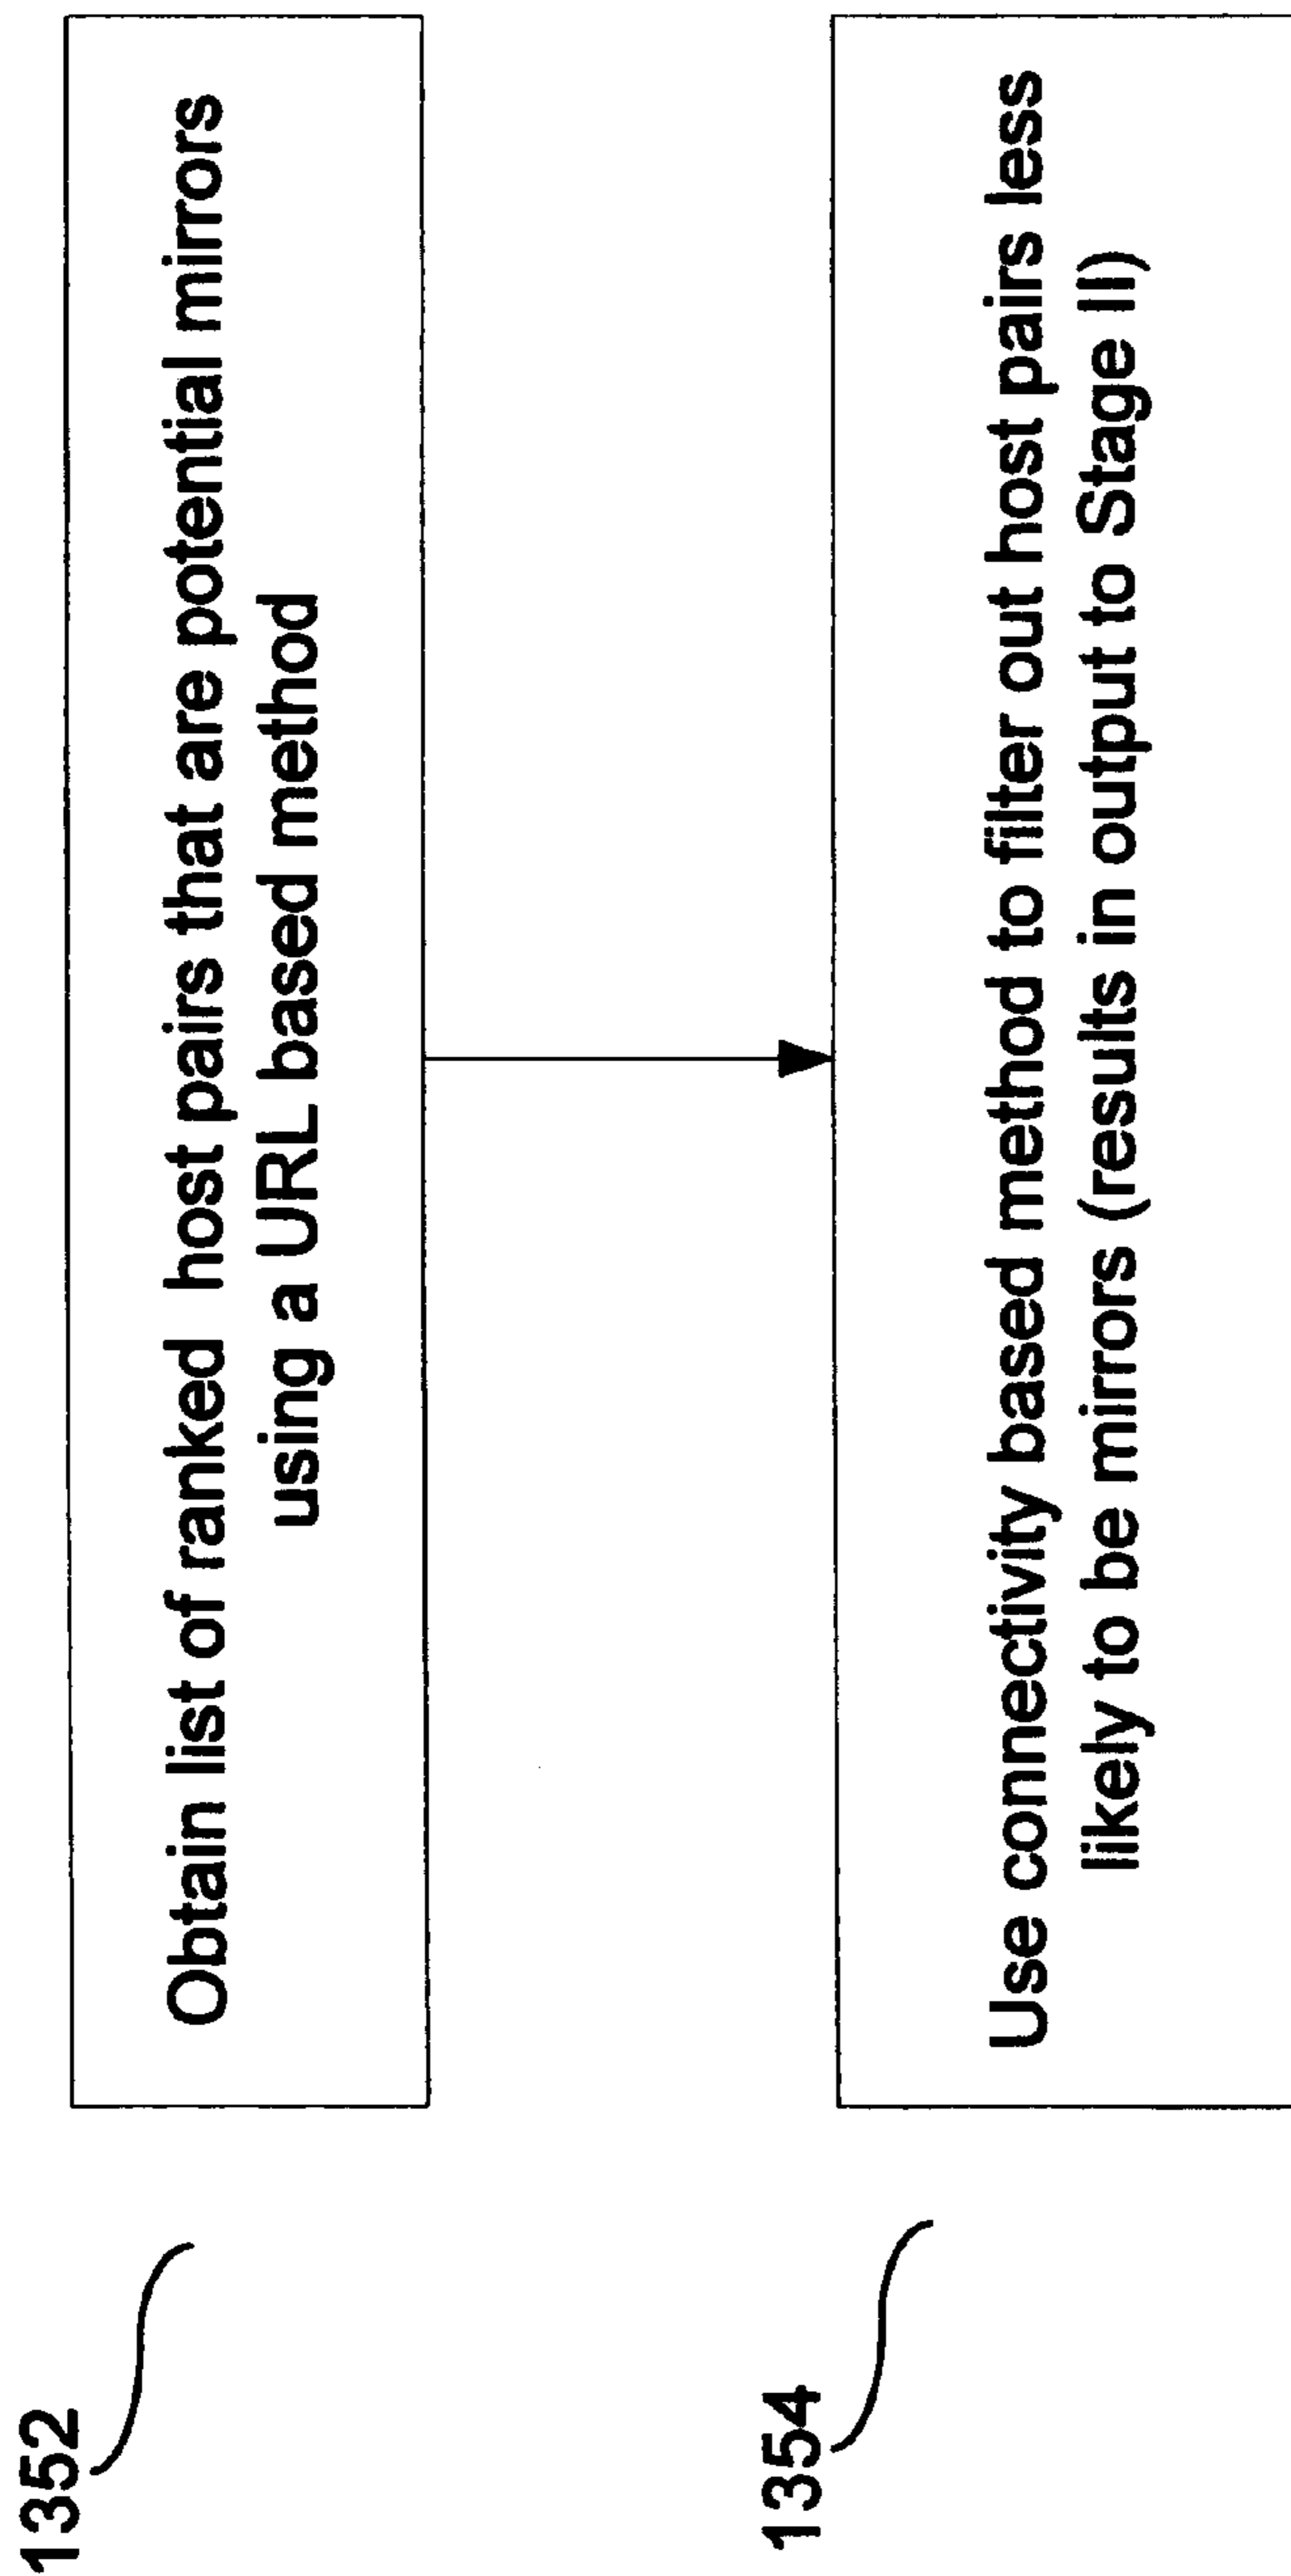 1352
Obtain list of ranked host pairs that are potential mirrors
using a URL based method
1354
Use connectivity based method to filter out host pairs less
likely to be mirrors (results in output to Stage II)